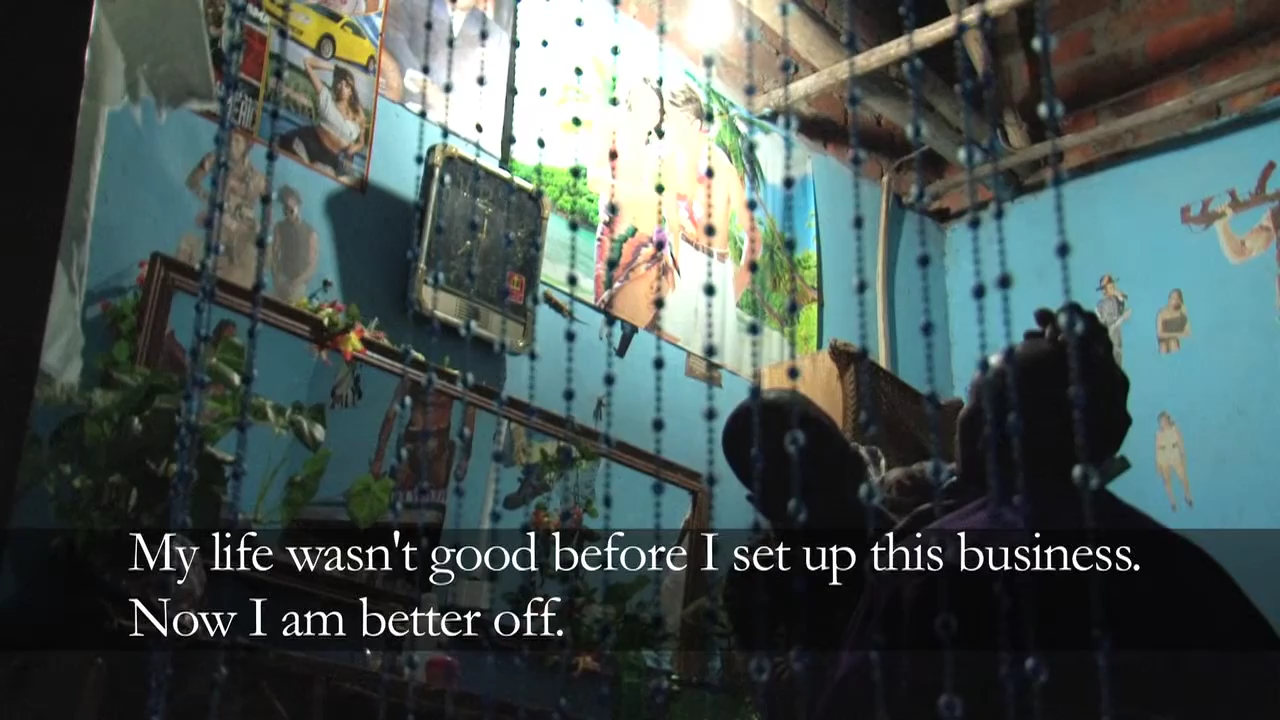 My life wasn't good before I set up this business.
Now I am better off.